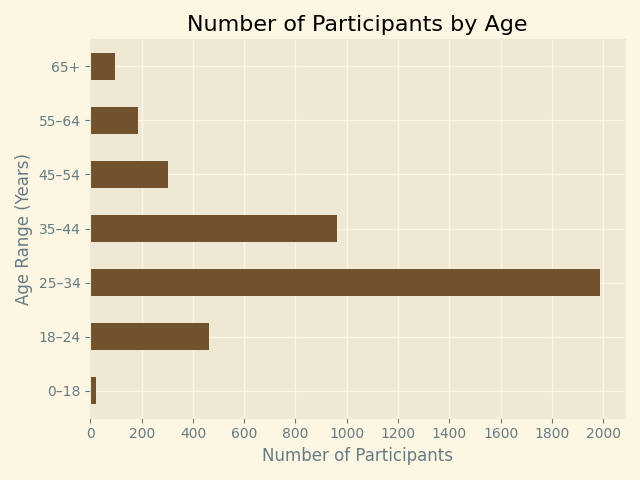 Number of Participants by Age
Age Range (Years)
65+
55–64
45–54
35–44
25–34
18–24
0–18
0 200 400 600 800 1000 1200 1400 1600 1800 2000
Number of Participants